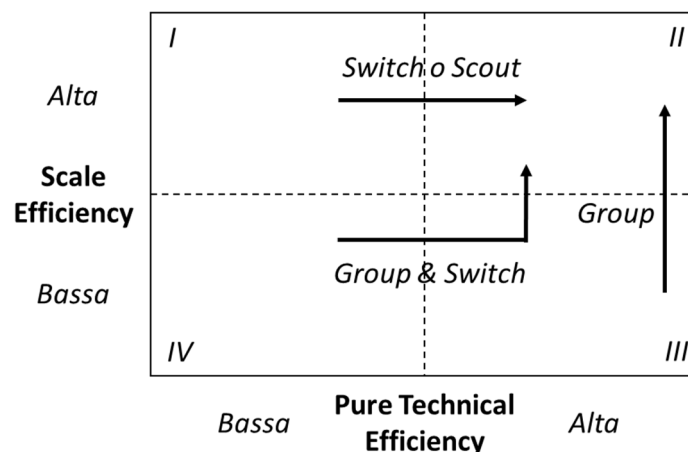 I
II
Switch o Scout
Alta
Scale
Efficiency
Group
Group & Switch
Bassa
IV
III
Bassa
Pure Technical
Efficiency
Alta